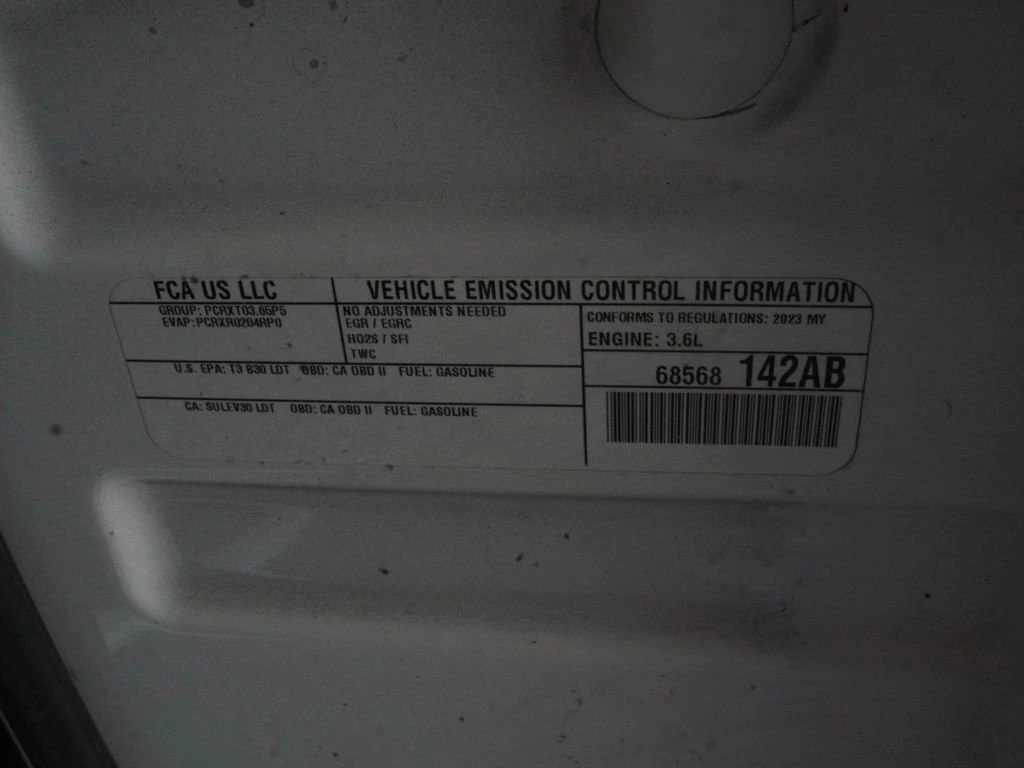 FCA US LLC
VEHICLE EMISSION CONTROL INFORMATION
GROUP: PCRXT03.65P5
EVAP: PCRXR0204RP0
NO ADJUSTMENTS NEEDED
EGR / EGRC
HO2S / SFI
TWC
CONFORMS TO REGULATIONS: 2023 MY
ENGINE: 3.6L
U.S. EPA: T3 B30 LDT OBD: CA OBD II FUEL: GASOLINE
68568 142AB
CA: SULEV30 LDT OBD: CA OBD II FUEL: GASOLINE